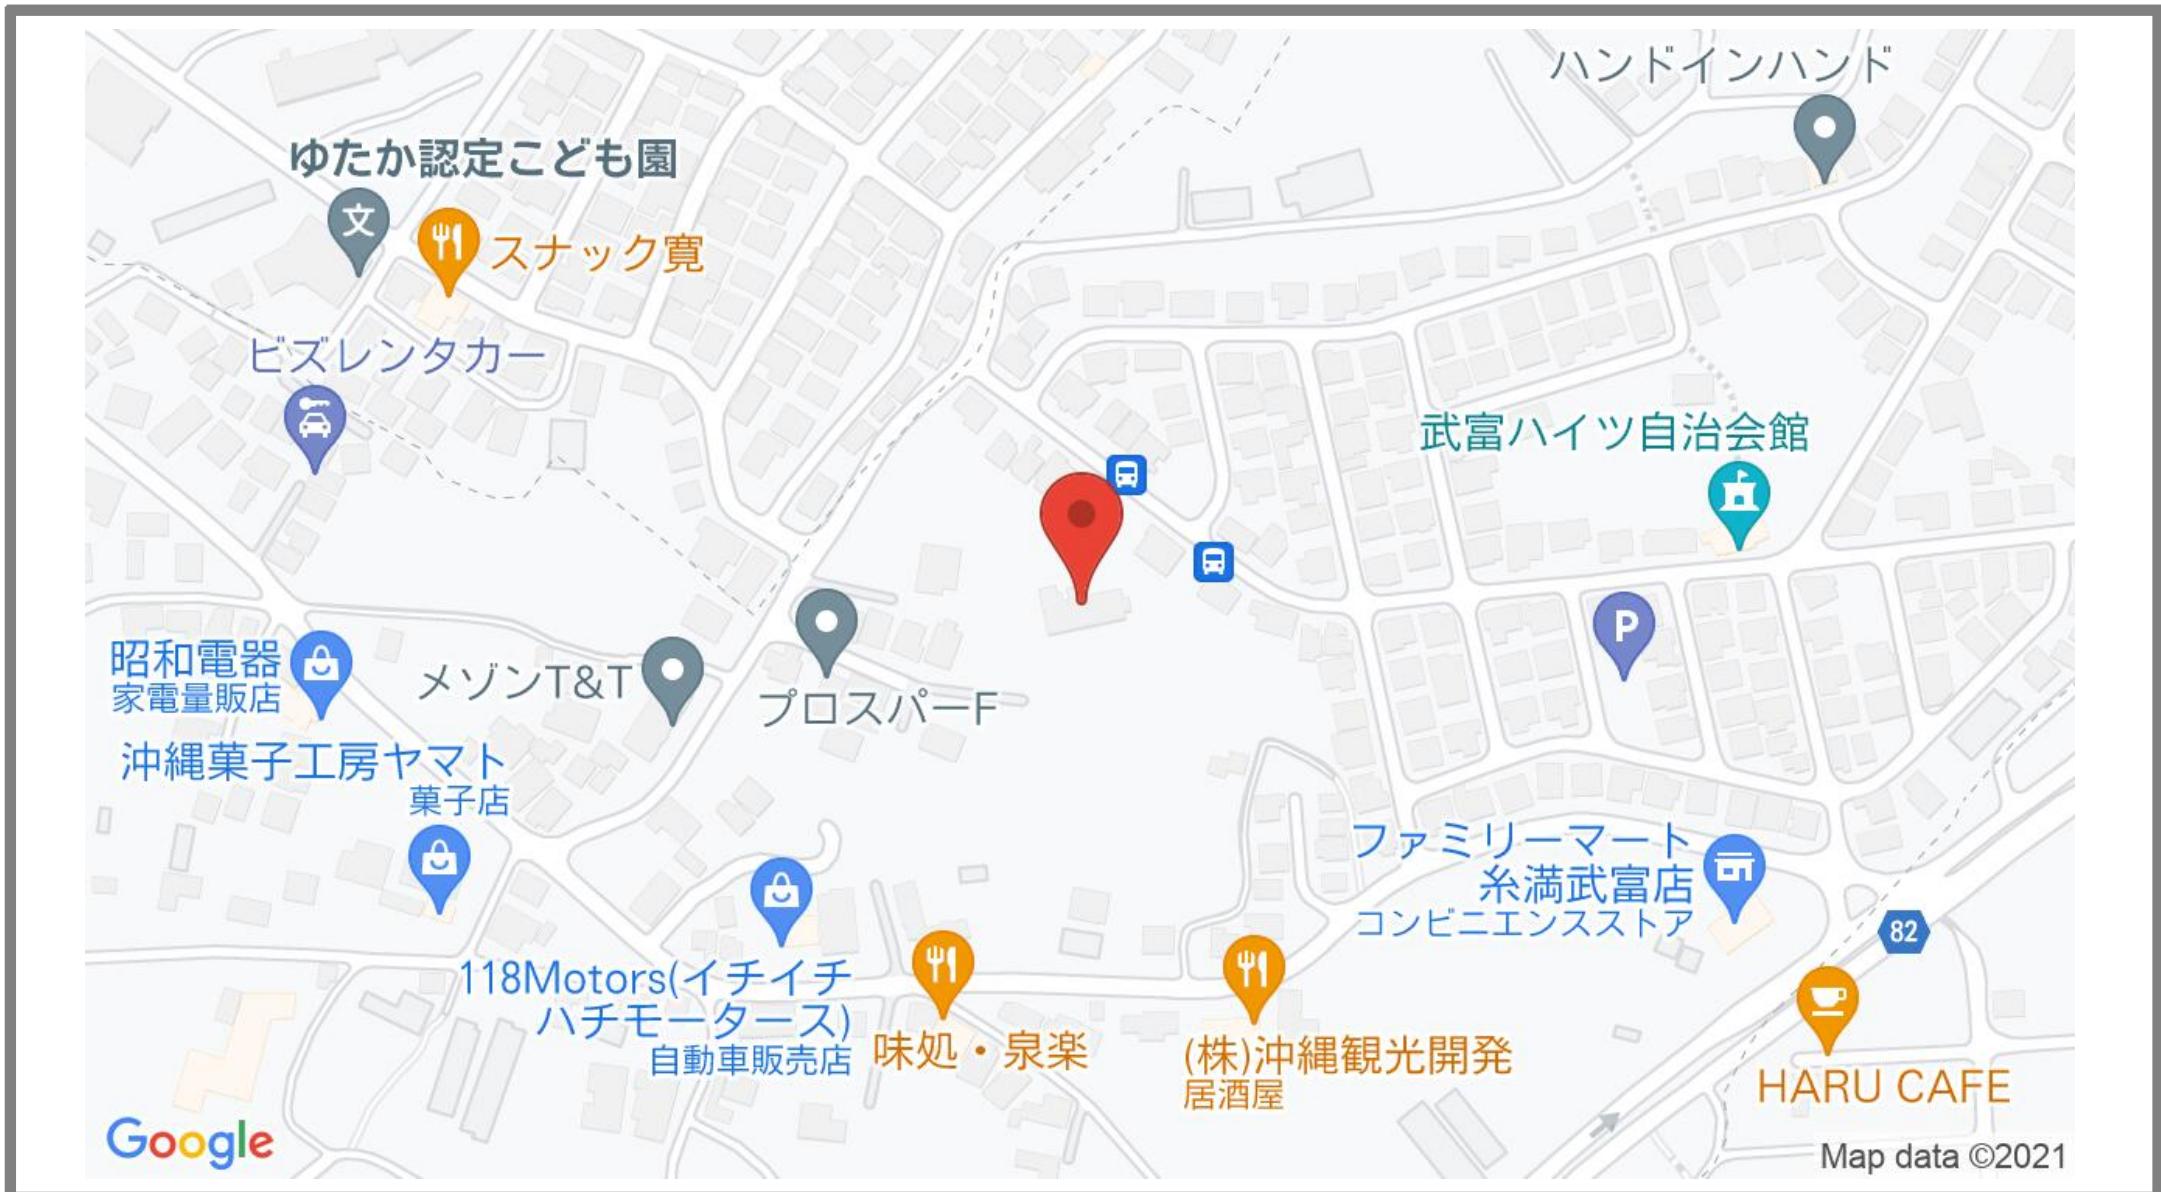 ハンドインハンド
ゆたか認定こども園
文
スナック寛
ビズレンタカー
武富ハイツ自治会館
P
昭和電器
家電量販店
メゾンT&T
プロスパーF
沖縄菓子工房ヤマト
菓子店
ファミリーマート
糸満武富店
コンビニエンスストア
82
118Motors(イチイチ
ハチモータース)
自動車販売店
味処・泉楽
(株)沖縄観光開発
居酒屋
HARU CAFE
Google
Map data ©2021